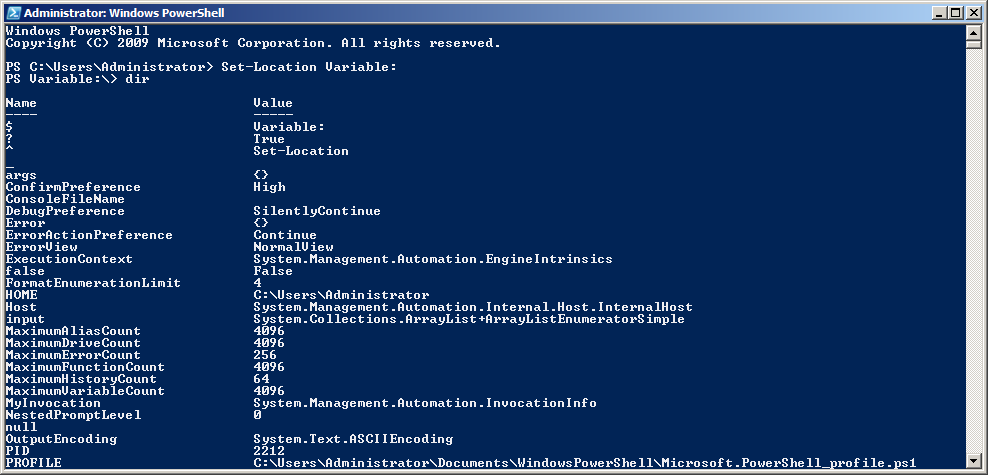 Administrator: Windows PowerShell
Windows PowerShell
Copyright (C) 2009 Microsoft Corporation. All rights reserved.
PS C:\Users\Administrator> Set-Location Variable:
PS Variable:\> dir
Name Value
---- -----
$ Variable:
? True
^ Set-Location
_
args {}
ConfirmPreference High
ConsoleFileName
DebugPreference SilentlyContinue
Error {}
ErrorActionPreference Continue
ErrorView NormalView
ExecutionContext System.Management.Automation.EngineIntrinsics
false False
FormatEnumerationLimit 4
HOME C:\Users\Administrator
Host System.Management.Automation.Internal.Host.InternalHost
input System.Collections.ArrayList+ArrayListEnumeratorSimple
MaximumAliasCount 4096
MaximumDriveCount 4096
MaximumErrorCount 256
MaximumFunctionCount 4096
MaximumHistoryCount 64
MaximumVariableCount 4096
MyInvocation System.Management.Automation.InvocationInfo
NestedPromptLevel 0
null
OutputEncoding System.Text.ASCIIEncoding
PID 2212
PROFILE C:\Users\Administrator\Documents\WindowsPowerShell\Microsoft.PowerShell_profile.ps1